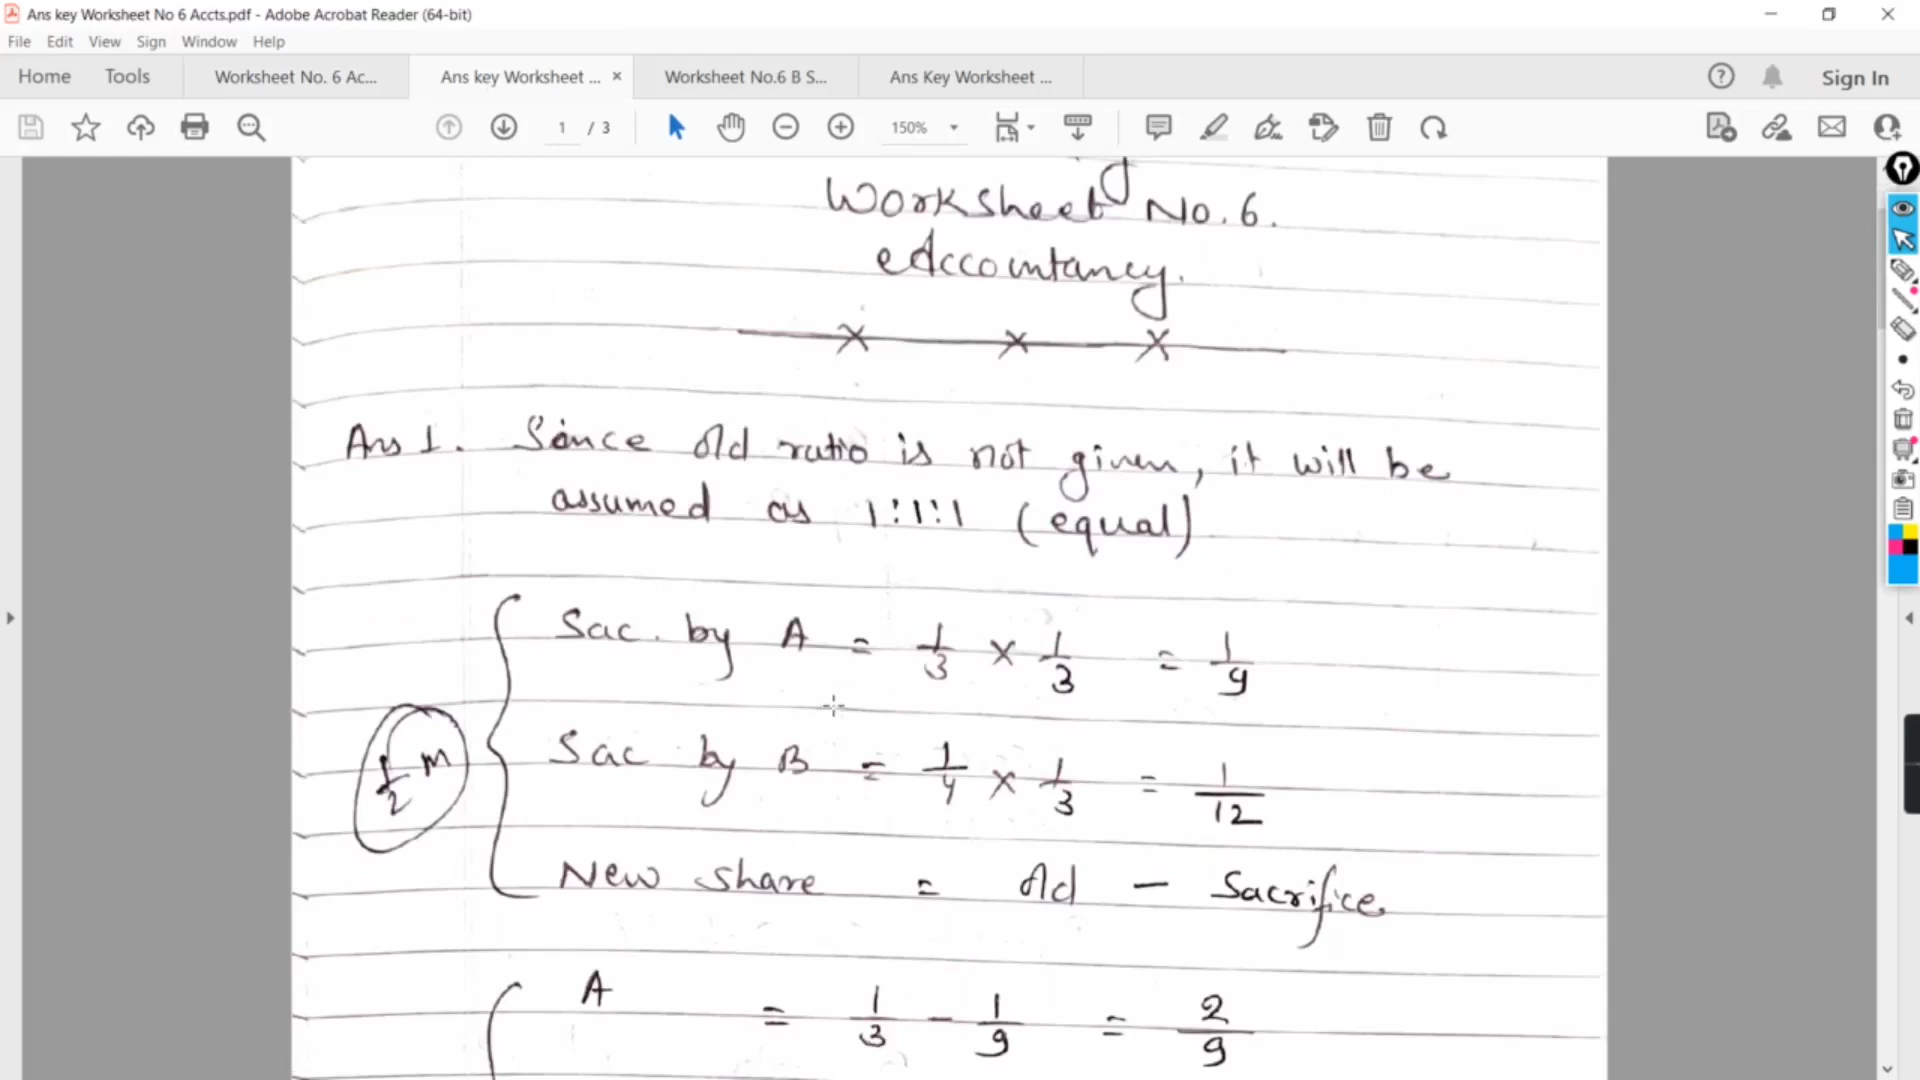 Ans key Worksheet No 6 Accts.pdf - Adobe Acrobat Reader (64-bit)
File Edit View Sign Window Help
Home Tools Worksheet No. 6 Ac... Ans key Worksheet ... × Worksheet No.6 B S... Ans Key Worksheet ... Sign In
1 / 3 150%
Worksheet No. 6.
Accountancy.
Ans 1. Since old ratio is not given, it will be
assumed as 1:1:1 (equal)
Sac. by A = 1/3 × 1/3 = 1/9
1/2 M
Sac by B = 1/4 × 1/3 = 1/12
New share = Old - Sacrifice.
A = 1/3 - 1/9 = 2/9